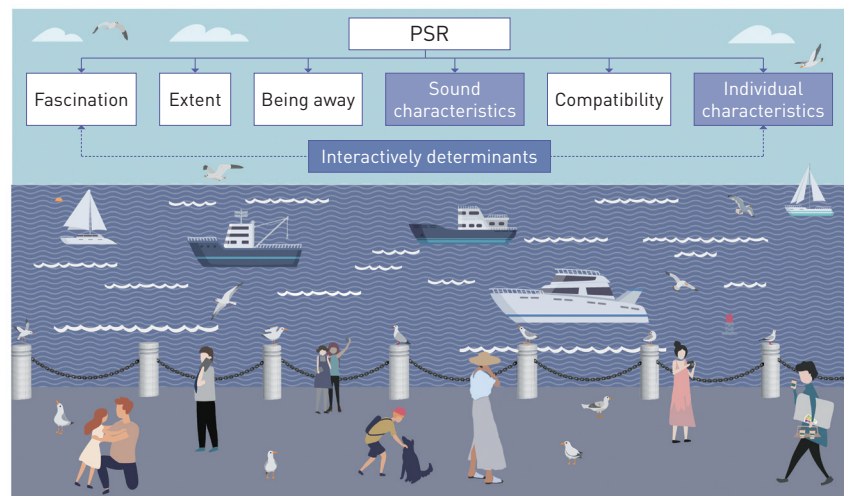 PSR
Fascination
Extent
Being away
Sound
characteristics
Compatibility
Individual
characteristics
Interactively determinants